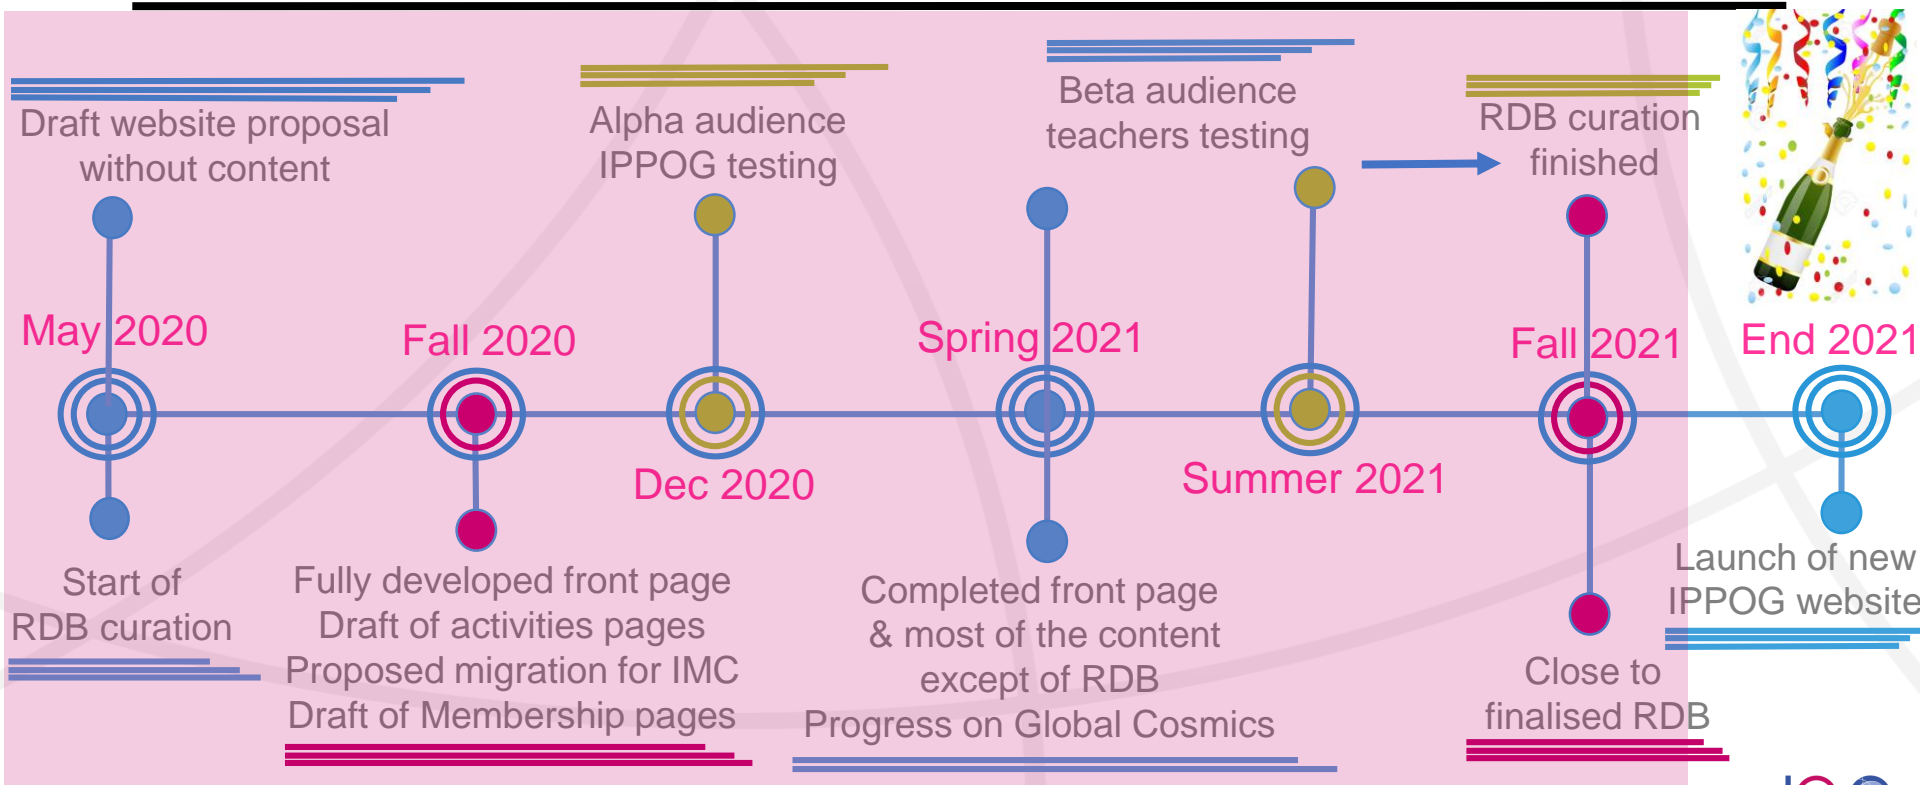 Draft website proposal
without content
Alpha audience
IPPOG testing
Beta audience
teachers testing
RDB curation
finished
May 2020
Fall 2020
Dec 2020
Spring 2021
Summer 2021
Fall 2021
End 2021
Start of
RDB curation
Fully developed front page
Draft of activities pages
Proposed migration for IMC
Draft of Membership pages
Completed front page
& most of the content
except of RDB
Progress on Global Cosmics
Close to
finalised RDB
Launch of new
IPPOG website